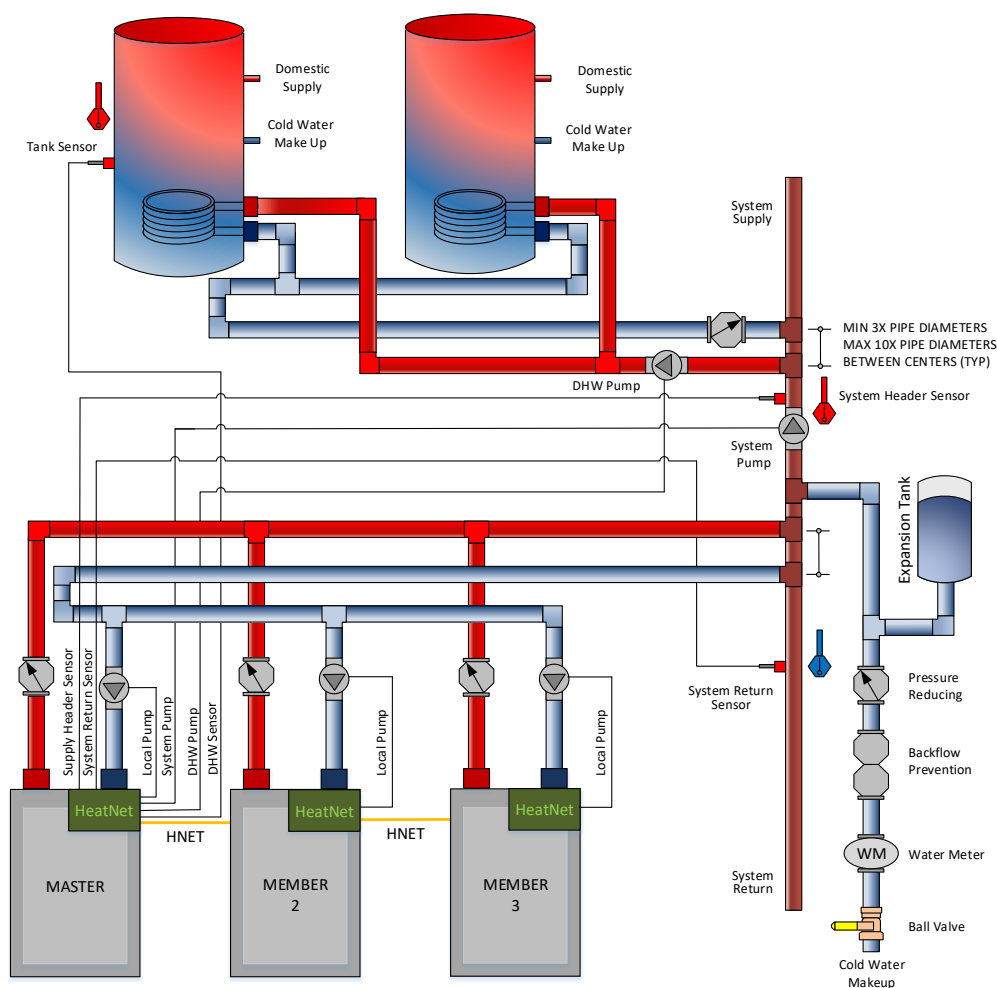 Domestic
Supply
Cold Water
Make Up
Tank Sensor
Domestic
Supply
Cold Water
Make Up
System
Supply
MIN 3X PIPE DIAMETERS
MAX 10X PIPE DIAMETERS
BETWEEN CENTERS (TYP)
DHW Pump
System Header Sensor
System
Pump
Expansion Tank
Supply Header Sensor
System Return Sensor
Local Pump
System Pump
DHW Pump
DHW Sensor
Local Pump
Local Pump
System Return
Sensor
Pressure
Reducing
Backflow
Prevention
HeatNet
HeatNet
HeatNet
HNET
HNET
MASTER
MEMBER
2
MEMBER
3
System
Return
WM
Water Meter
Ball Valve
Cold Water
Makeup